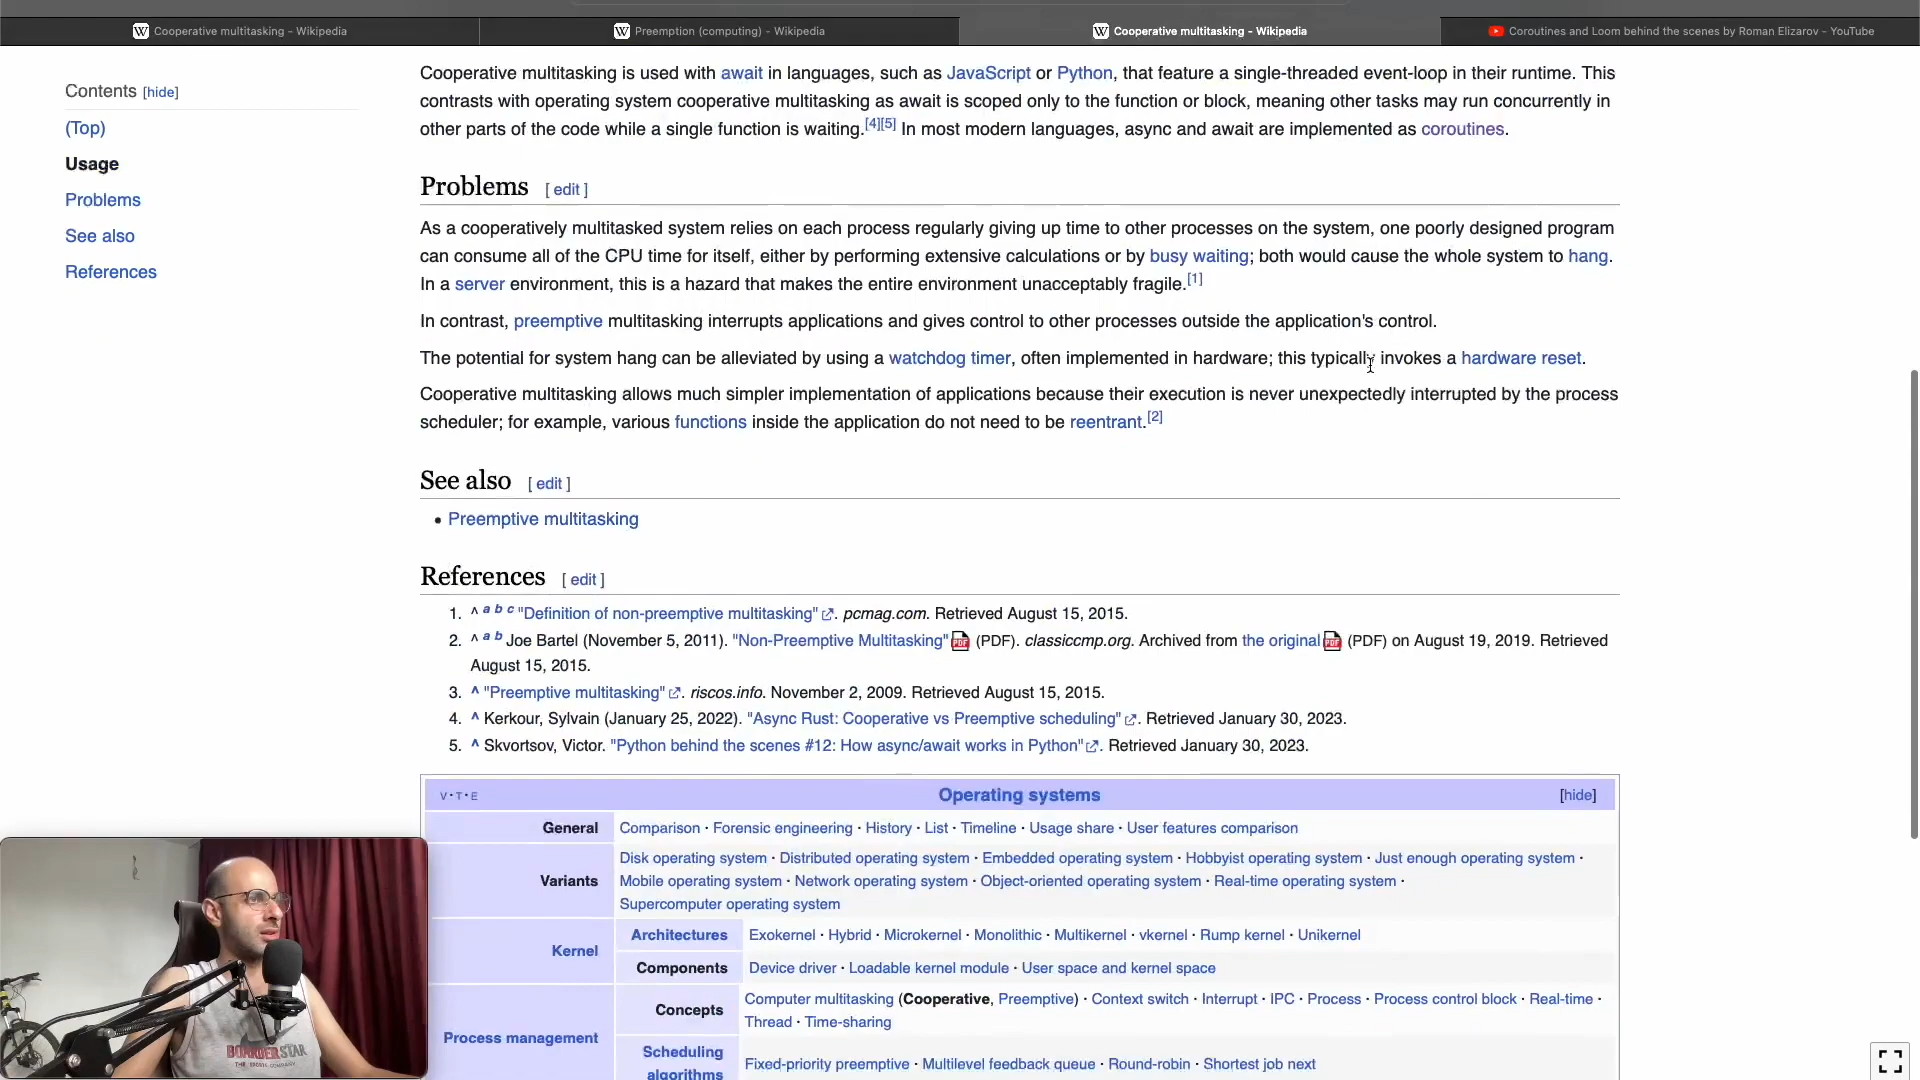 Cooperative multitasking – Wikipedia
Preemption (computing) – Wikipedia
Cooperative multitasking – Wikipedia
Coroutines and Loom behind the scenes by Roman Elizarov – YouTube
Contents [hide]
(Top)
Usage
Problems
See also
References
Cooperative multitasking is used with await in languages, such as JavaScript or Python, that feature a single-threaded event-loop in their runtime. This
contrasts with operating system cooperative multitasking as await is scoped only to the function or block, meaning other tasks may run concurrently in
other parts of the code while a single function is waiting.[4][5] In most modern languages, async and await are implemented as coroutines.
Problems [ edit ]
As a cooperatively multitasked system relies on each process regularly giving up time to other processes on the system, one poorly designed program
can consume all of the CPU time for itself, either by performing extensive calculations or by busy waiting; both would cause the whole system to hang.
In a server environment, this is a hazard that makes the entire environment unacceptably fragile.[1]
In contrast, preemptive multitasking interrupts applications and gives control to other processes outside the application's control.
The potential for system hang can be alleviated by using a watchdog timer, often implemented in hardware; this typically invokes a hardware reset.
Cooperative multitasking allows much simpler implementation of applications because their execution is never unexpectedly interrupted by the process
scheduler; for example, various functions inside the application do not need to be reentrant.[2]
See also [ edit ]
• Preemptive multitasking
References [ edit ]
1. ^ a b c "Definition of non-preemptive multitasking". pcmag.com. Retrieved August 15, 2015.
2. ^ a b Joe Bartel (November 5, 2011). "Non-Preemptive Multitasking" (PDF). classiccmp.org. Archived from the original (PDF) on August 19, 2019. Retrieved
August 15, 2015.
3. ^ "Preemptive multitasking". riscos.info. November 2, 2009. Retrieved August 15, 2015.
4. ^ Kerkour, Sylvain (January 25, 2022). "Async Rust: Cooperative vs Preemptive scheduling". Retrieved January 30, 2023.
5. ^ Skvortsov, Victor. "Python behind the scenes #12: How async/await works in Python". Retrieved January 30, 2023.
V·T·E Operating systems [hide]
General Comparison · Forensic engineering · History · List · Timeline · Usage share · User features comparison
Variants Disk operating system · Distributed operating system · Embedded operating system · Hobbyist operating system · Just enough operating system ·
Mobile operating system · Network operating system · Object-oriented operating system · Real-time operating system ·
Supercomputer operating system
Kernel
Architectures Exokernel · Hybrid · Microkernel · Monolithic · Multikernel · vkernel · Rump kernel · Unikernel
Components Device driver · Loadable kernel module · User space and kernel space
Process management
Concepts Computer multitasking (Cooperative, Preemptive) · Context switch · Interrupt · IPC · Process · Process control block · Real-time ·
Thread · Time-sharing
Scheduling
algorithms
Fixed-priority preemptive · Multilevel feedback queue · Round-robin · Shortest job next